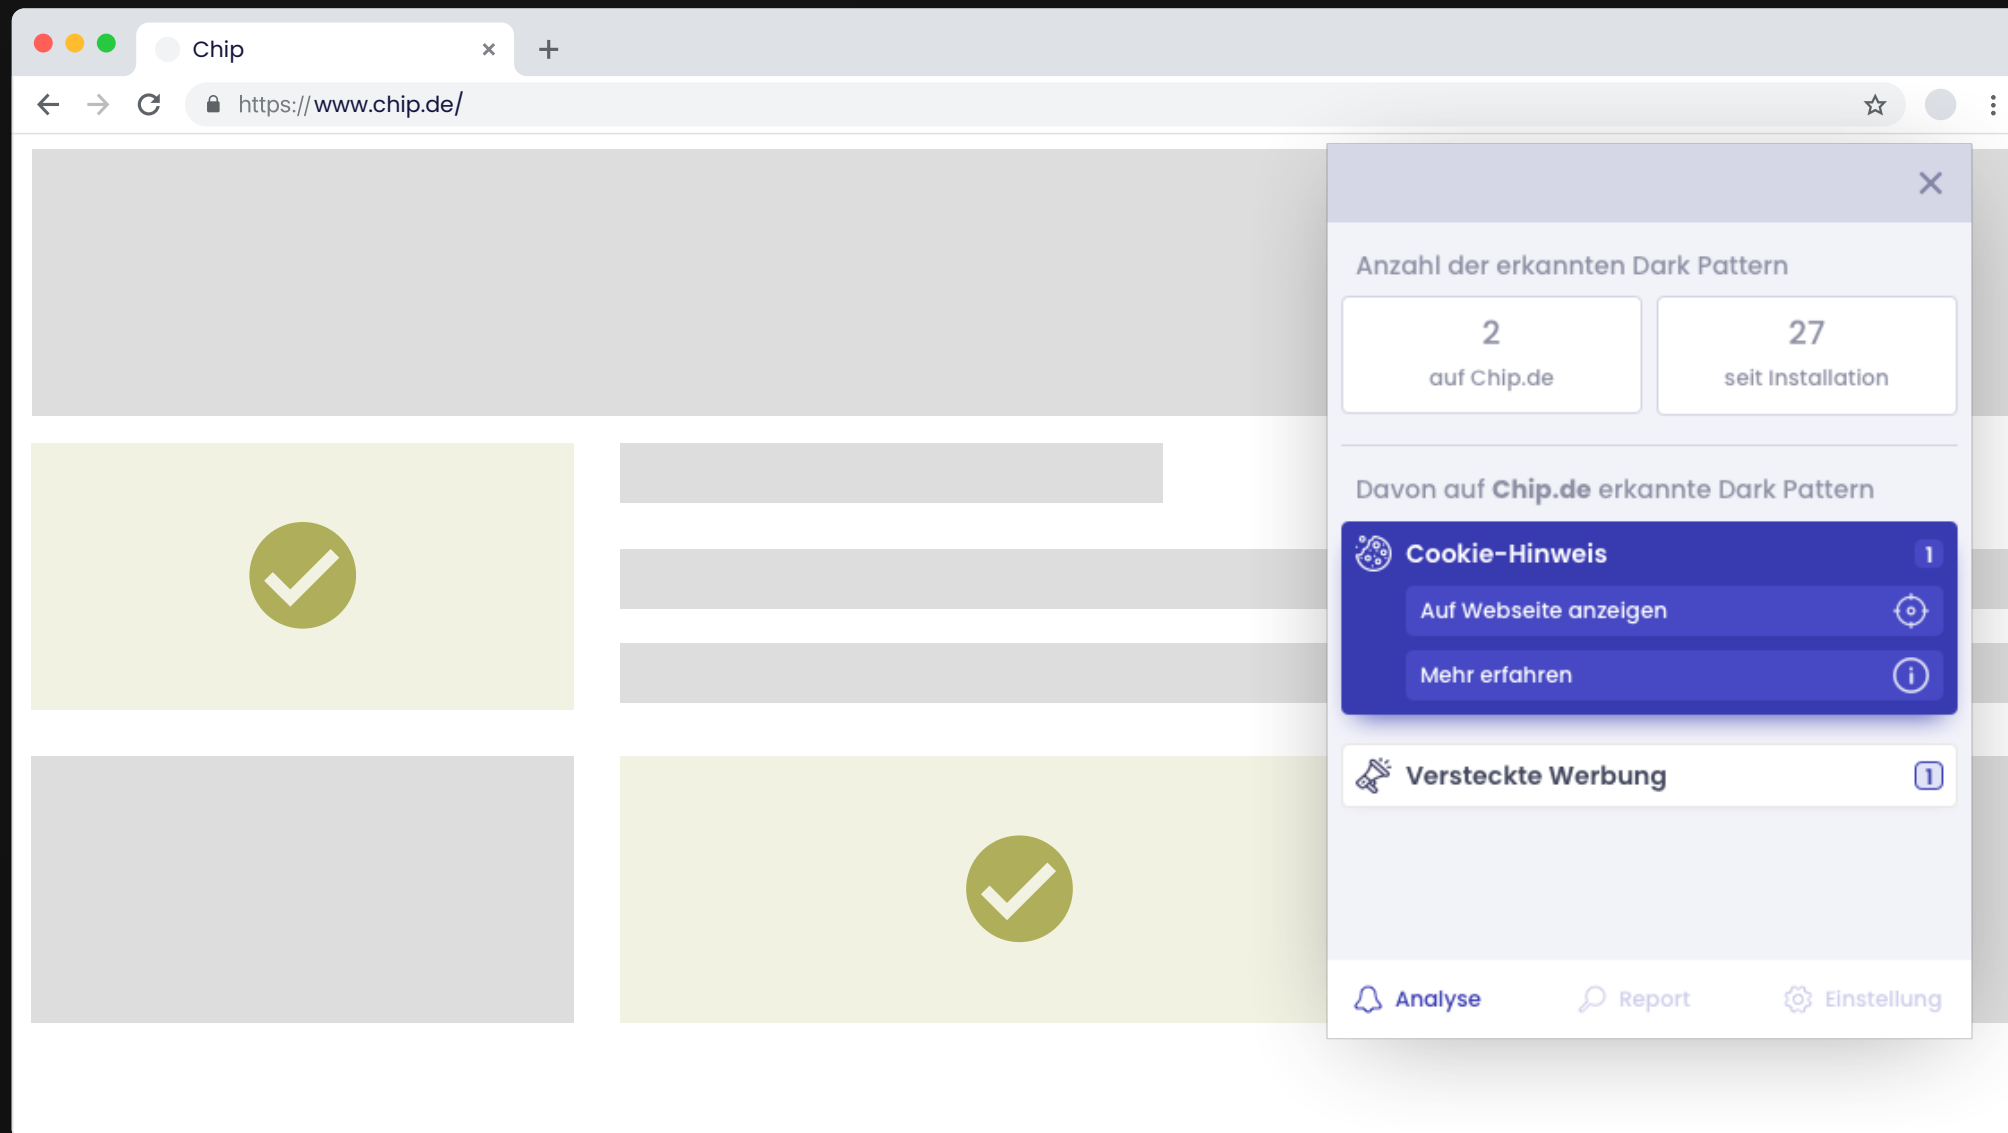 Chip
https://www.chip.de/
Anzahl der erkannten Dark Pattern
2
auf Chip.de
27
seit Installation
Davon auf Chip.de erkannte Dark Pattern
Cookie-Hinweis 1
Auf Webseite anzeigen
Mehr erfahren
Versteckte Werbung 1
Analyse Report Einstellung